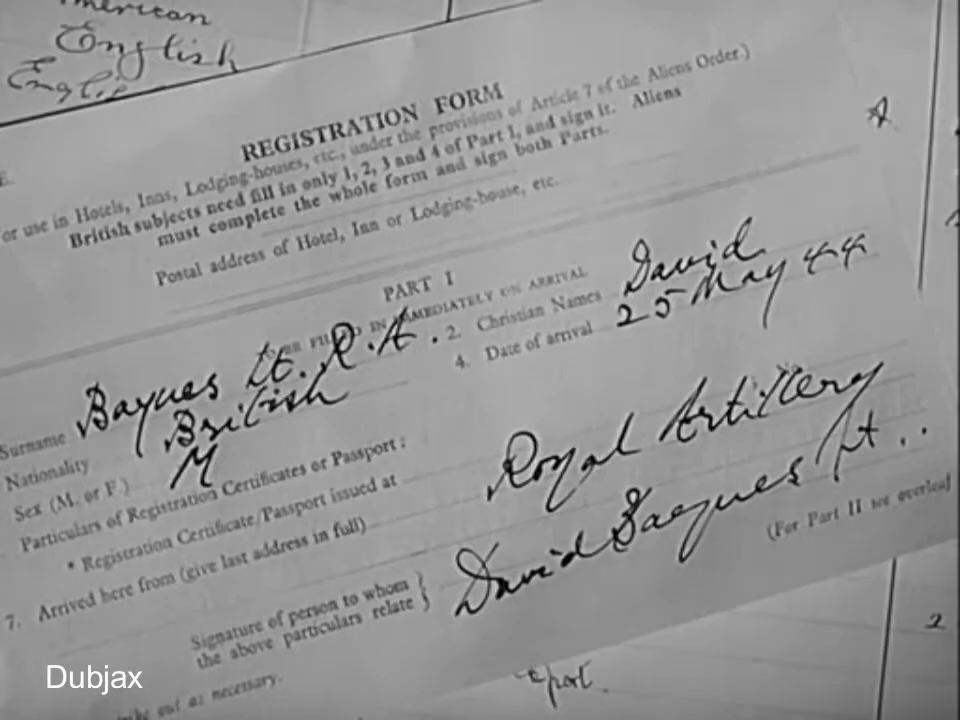 American
English
English
REGISTRATION FORM
or use in Hotels, Inns, Lodging-houses, etc., under the provisions of Article 7 of the Aliens Order.)
British subjects need fill in only 1, 2, 3 and 4 of Part I, and sign it. Aliens
must complete the whole form and sign both Parts.
Postal address of Hotel, Inn or Lodging-house, etc.
PART I
TO BE FILLED IN IMMEDIATELY ON ARRIVAL
Surname Baynes Lt. R.A. 2. Christian Names David
Nationality British 4. Date of arrival 25 May 44
Sex (M. or F.) M
Particulars of Registration Certificates or Passport :
* Registration Certificate/Passport issued at Royal Artillery
7. Arrived here from (give last address in full)
Signature of person to whom
the above particulars relate } David Baynes Lt..
(For Part II see overleaf
2
Dubjax
strike out as necessary.